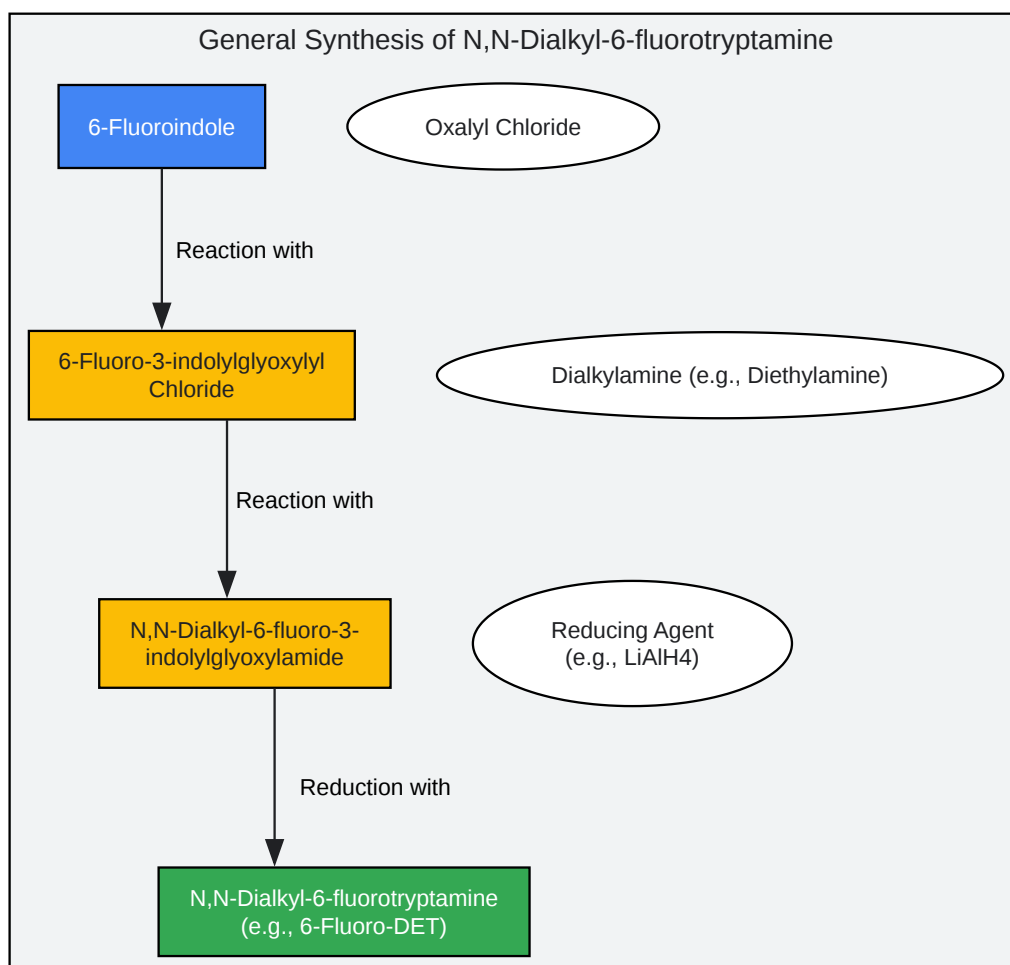 General Synthesis of N,N-Dialkyl-6-fluorotryptamine
6-Fluoroindole
Oxalyl Chloride
Reaction with
6-Fluoro-3-indolylglyoxylyl
Chloride
Dialkylamine (e.g., Diethylamine)
Reaction with
N,N-Dialkyl-6-fluoro-3-
indolylglyoxylamide
Reducing Agent
(e.g., LiAlH4)
Reduction with
N,N-Dialkyl-6-fluorotryptamine
(e.g., 6-Fluoro-DET)